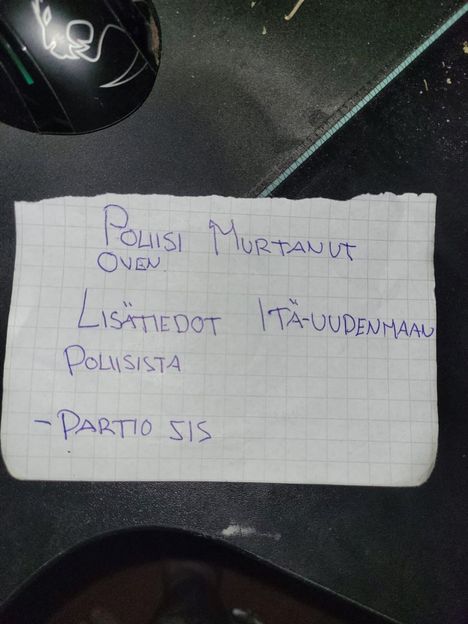 POLIISI MURTANUT
OVEN.
LISÄTIEDOT ITÄ-UUDENMAAN
POLIISISTA
- PARTIO 515